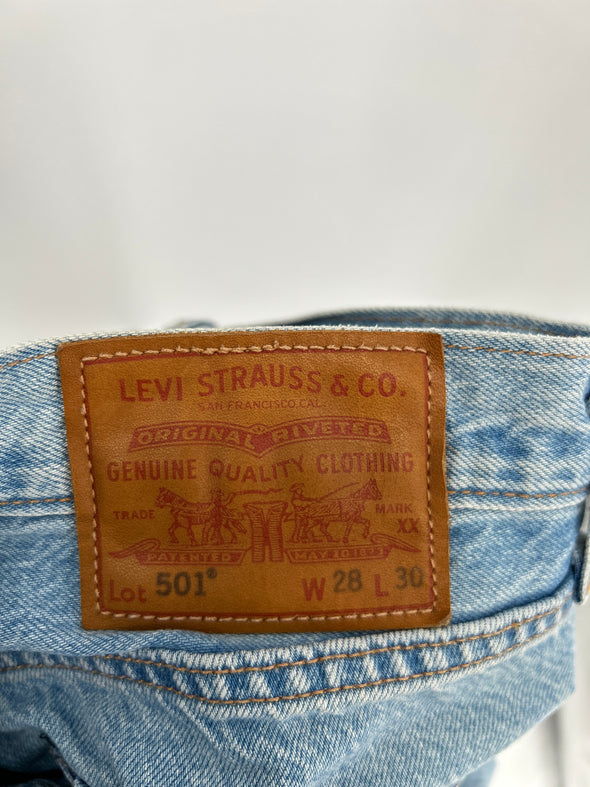 LEVI STRAUSS & CO.
SAN FRANCISCO, CAL.
ORIGINAL RIVETED
GENUINE QUALITY CLOTHING
TRADE MARK
XX
PATENTED MAY 20 1873
Lot 501® W 28 L 30